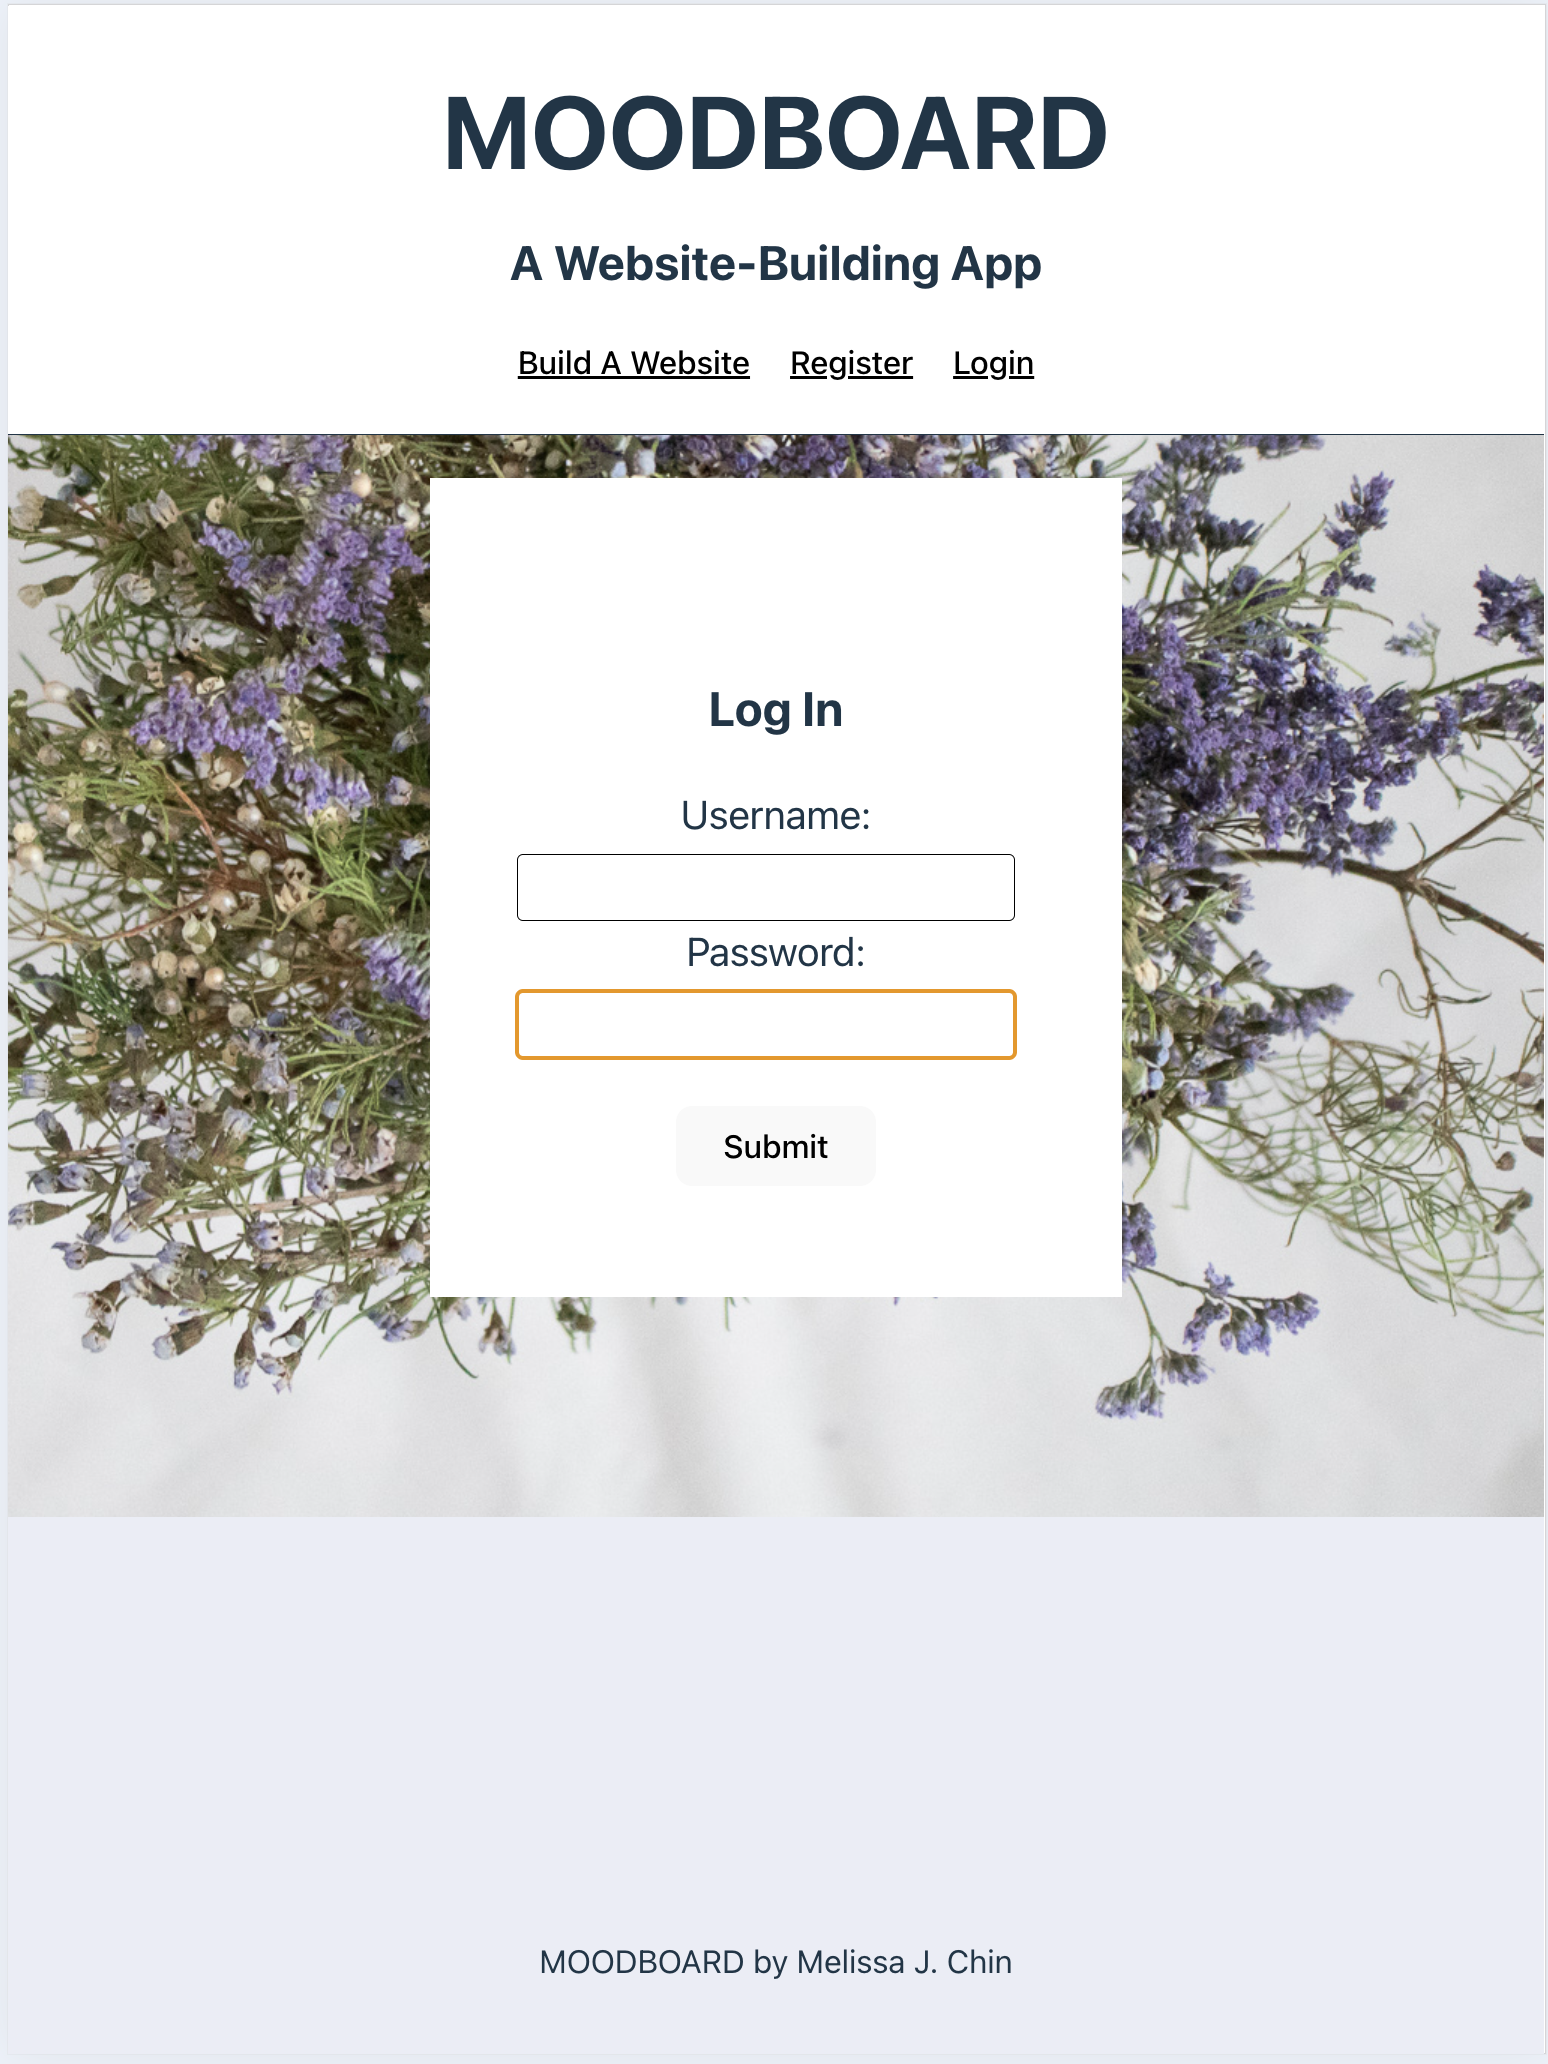 MOODBOARD
A Website-Building App
Build A Website Register Login
Log In
Username:
Password:
Submit
MOODBOARD by Melissa J. Chin